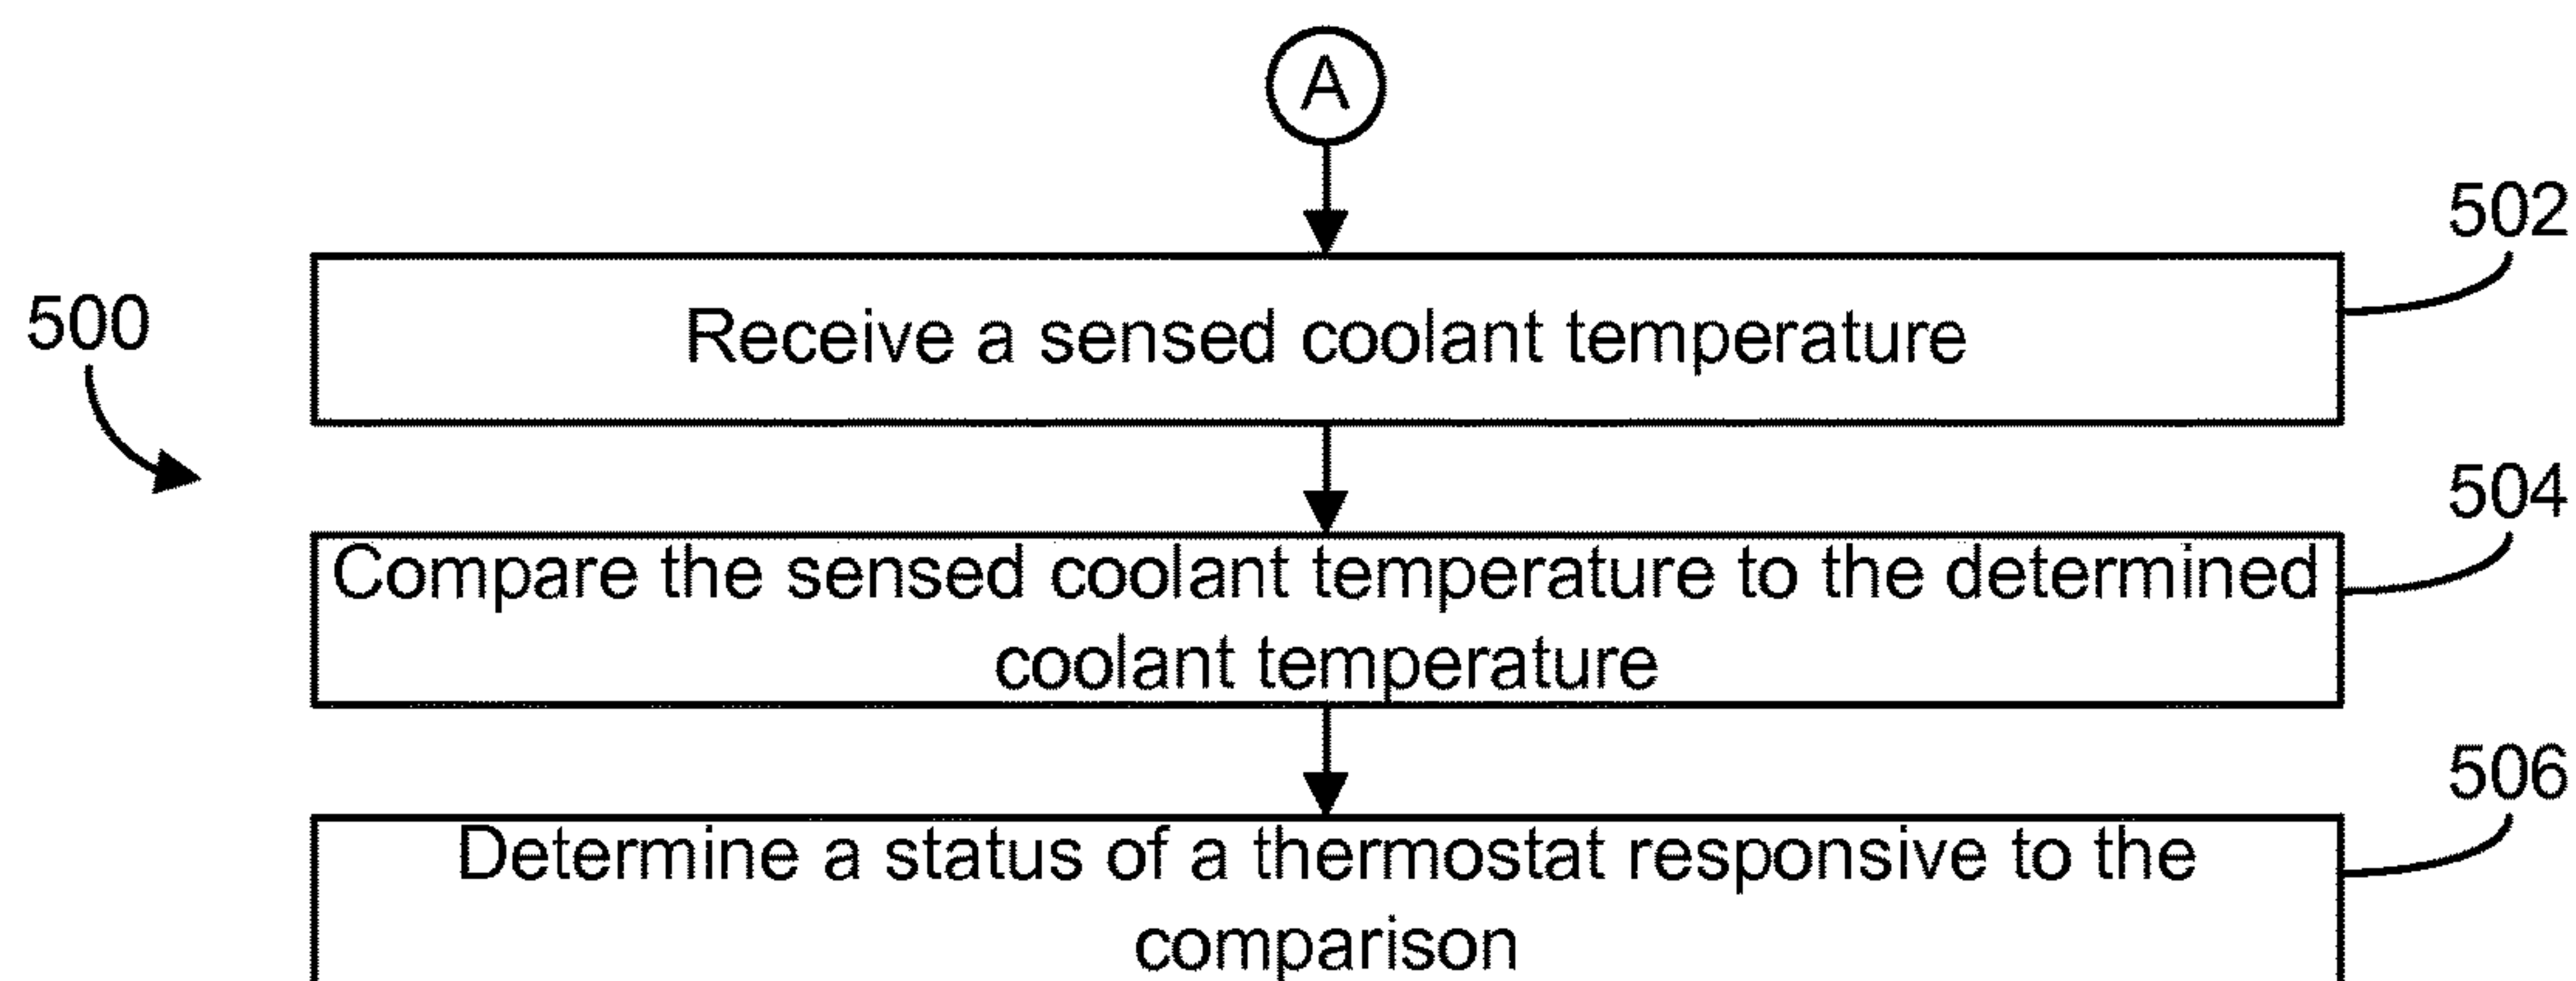 A
502
Receive a sensed coolant temperature
500
504
Compare the sensed coolant temperature to the determined
coolant temperature
506
Determine a status of a thermostat responsive to the
comparison